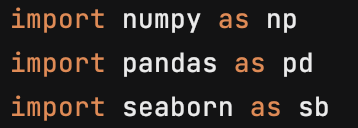 import numpy as np
import pandas as pd
import seaborn as sb